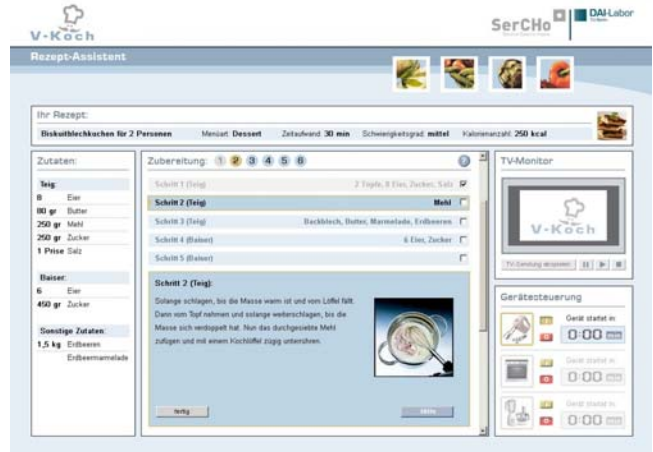 V-Koch
SerCHo
DAI-Labor
Rezept-Assistent
Ihr Rezept:
Biskuitblechkuchen für 2 Personen Menüart: Dessert Zeitaufwand: 30 min Schwierigkeitsgrad: mittel Kalorienanzahl: 250 kcal
Zutaten:
Teig:
8 Eier
80 gr Butter
250 gr Mehl
250 gr Zucker
1 Prise Salz
Baiser:
6 Eier
450 gr Zucker
Sonstige Zutaten:
1,5 kg Erdbeeren
Erdbeermarmelade
Zubereitung: 1 2 3 4 5 6 ?
Schritt 1 (Teig) 2 Töpfe, 8 Eier, Zucker, Salz
Schritt 2 (Teig) Mehl
Schritt 3 (Teig) Backblech, Butter, Marmelade, Erdbeeren
Schritt 4 (Baiser) 6 Eier, Zucker
Schritt 5 (Baiser)
Schritt 2 (Teig):
Solange schlagen, bis die Masse warm ist und vom Löffel fällt.
Dann vom Topf nehmen und solange weiterschlagen, bis die
Masse sich verdoppelt hat. Nun das durchgesiebte Mehl
zufügen und mit einem Kochlöffel zügig unterrühren.
fertig
Hilfe
TV-Monitor
V-Koch
TV-Sendung abspielen:
Gerätesteuerung
Gerät startet in:
0:00 min
Gerät startet in:
0:00 min
Gerät startet in:
0:00 min